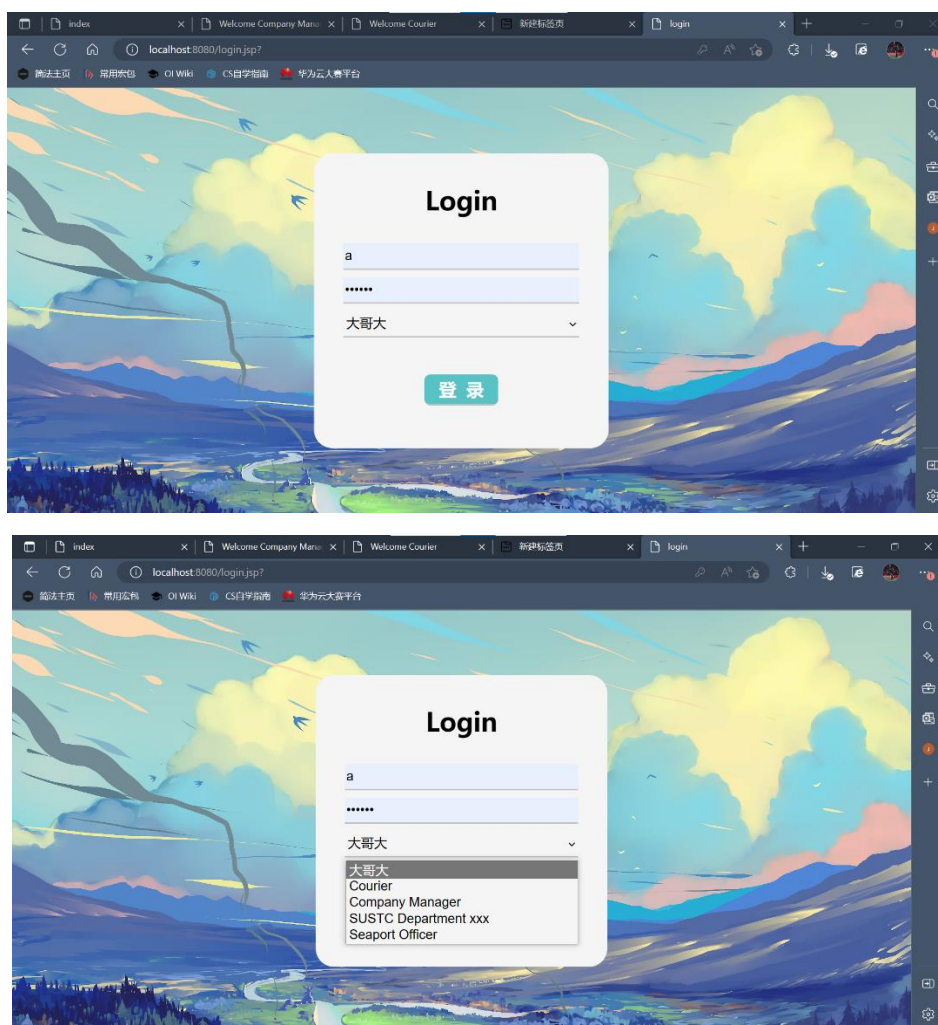 index
Welcome Company Mana
Welcome Courier
新建标签页
login
localhost:8080/login.jsp?
简法主页 常用宏包 OI Wiki CS自学指南 华为云大赛平台
Login
a
••••••
大哥大
登 录
index
Welcome Company Mana
Welcome Courier
新建标签页
login
localhost:8080/login.jsp?
简法主页 常用宏包 OI Wiki CS自学指南 华为云大赛平台
Login
a
••••••
大哥大
大哥大
Courier
Company Manager
SUSTC Department xxx
Seaport Officer